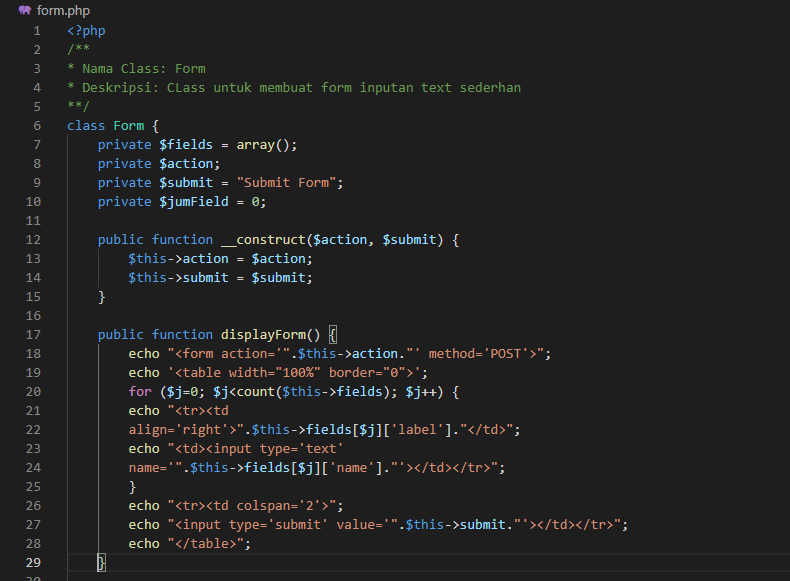 form.php
1 <?php
2 /**
3 * Nama Class: Form
4 * Deskripsi: CLass untuk membuat form inputan text sederhan
5 **/
6 class Form {
7 private $fields = array();
8 private $action;
9 private $submit = "Submit Form";
10 private $jumField = 0;
11
12 public function __construct($action, $submit) {
13 $this->action = $action;
14 $this->submit = $submit;
15 }
16
17 public function displayForm() {
18 echo "<form action='".$this->action."' method='POST'>";
19 echo '<table width="100%" border="0">';
20 for ($j=0; $j<count($this->fields); $j++) {
21 echo "<tr><td
22 align='right'>".$this->fields[$j]['label']."</td>";
23 echo "<td><input type='text'
24 name='".$this->fields[$j]['name']."'></td></tr>";
25 }
26 echo "<tr><td colspan='2'>";
27 echo "<input type='submit' value='".$this->submit."'></td></tr>";
28 echo "</table>";
29 }